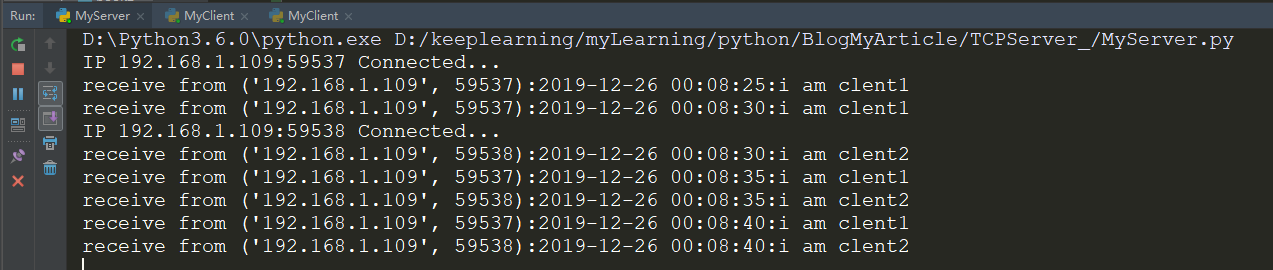 Run: MyServer × MyClient × MyClient ×
D:\Python3.6.0\python.exe D:/keeplearning/myLearning/python/BlogMyArticle/TCPServer_/MyServer.py
IP 192.168.1.109:59537 Connected...
receive from ('192.168.1.109', 59537):2019-12-26 00:08:25:i am clent1
receive from ('192.168.1.109', 59537):2019-12-26 00:08:30:i am clent1
IP 192.168.1.109:59538 Connected...
receive from ('192.168.1.109', 59538):2019-12-26 00:08:30:i am clent2
receive from ('192.168.1.109', 59537):2019-12-26 00:08:35:i am clent1
receive from ('192.168.1.109', 59538):2019-12-26 00:08:35:i am clent2
receive from ('192.168.1.109', 59537):2019-12-26 00:08:40:i am clent1
receive from ('192.168.1.109', 59538):2019-12-26 00:08:40:i am clent2